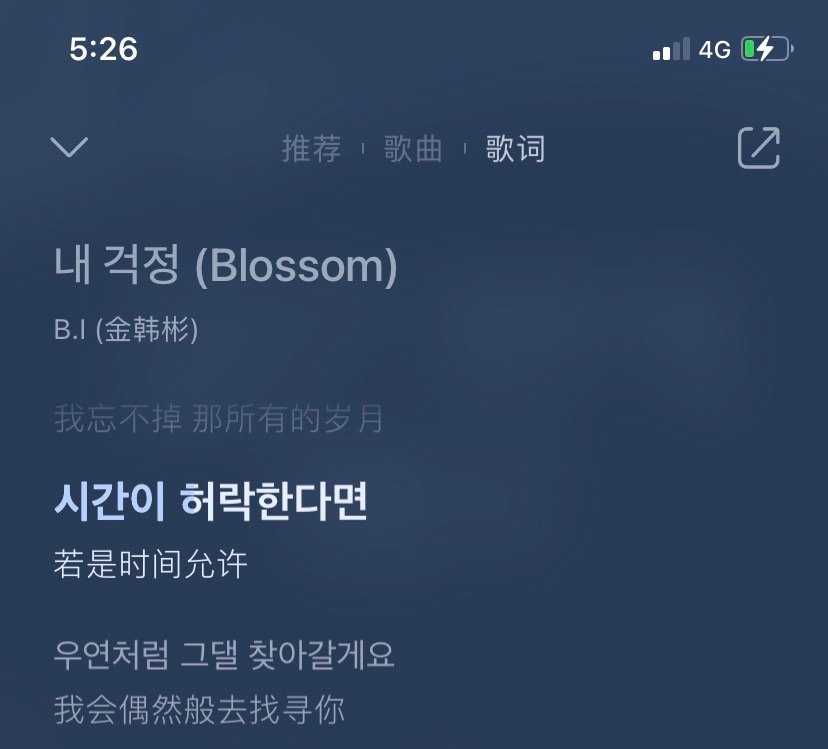 5:26 4G
推荐 歌曲 歌词
내 걱정 (Blossom)
B.I (金韩彬)
我忘不掉 那所有的岁月
시간이 허락한다면
若是时间允许
우연처럼 그댈 찾아갈게요
我会偶然般去找寻你